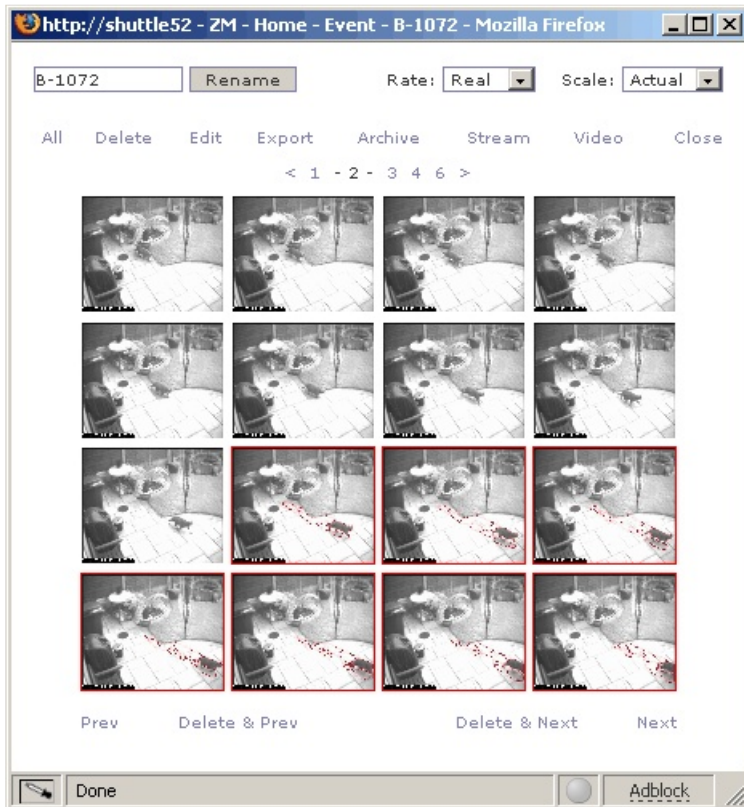 http://shuttle52 - ZM - Home - Event - B-1072 - Mozilla Firefox
B-1072 Rename Rate: Real Scale: Actual
All Delete Edit Export Archive Stream Video Close
< 1 - 2 - 3 4 6 >
Prev Delete & Prev Delete & Next Next
Done Adblock